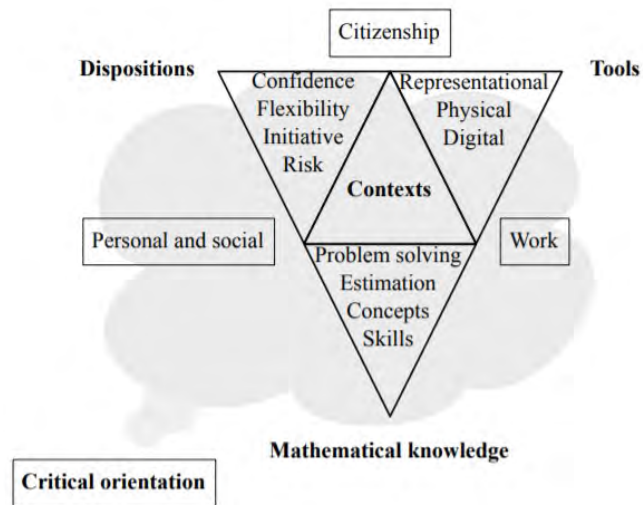 Citizenship
Dispositions
Tools
Confidence
Flexibility
Initiative
Risk
Representational
Physical
Digital
Contexts
Personal and social
Work
Problem solving
Estimation
Concepts
Skills
Mathematical knowledge
Critical orientation